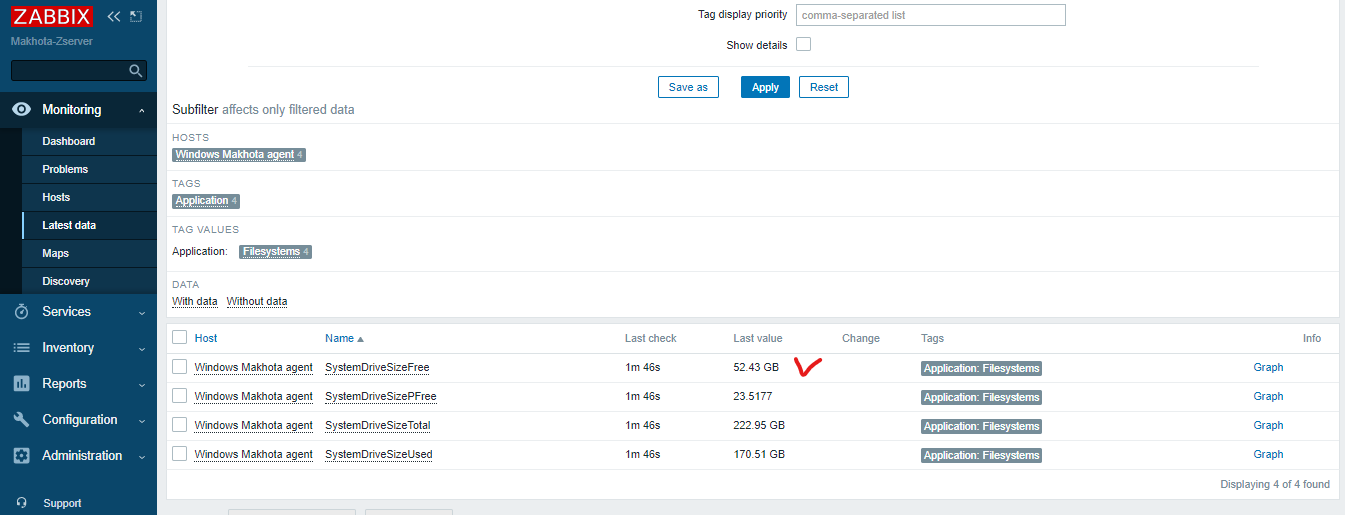 ZABBIX
Makhota-Zserver
Monitoring
Dashboard
Problems
Hosts
Latest data
Maps
Discovery
Services
Inventory
Reports
Configuration
Administration
Support
Tag display priority comma-separated list
Show details
Save as Apply Reset
Subfilter affects only filtered data
HOSTS
Windows Makhota agent 4
TAGS
Application 4
TAG VALUES
Application: Filesystems 4
DATA
With data Without data
Host Name Last check Last value Change Tags Info
Windows Makhota agent SystemDriveSizeFree 1m 46s 52.43 GB Application: Filesystems Graph
Windows Makhota agent SystemDriveSizePFree 1m 46s 23.5177 Application: Filesystems Graph
Windows Makhota agent SystemDriveSizeTotal 1m 46s 222.95 GB Application: Filesystems Graph
Windows Makhota agent SystemDriveSizeUsed 1m 46s 170.51 GB Application: Filesystems Graph
Displaying 4 of 4 found